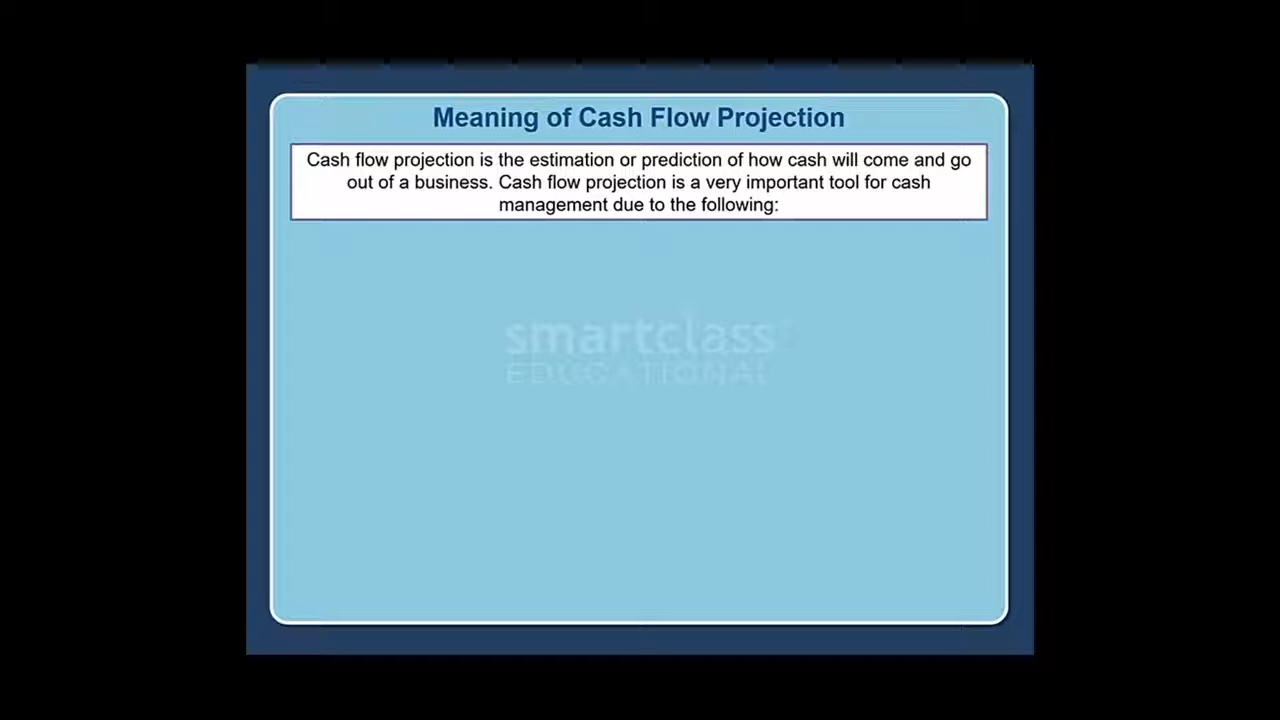 Meaning of Cash Flow Projection
Cash flow projection is the estimation or prediction of how cash will come and go
out of a business. Cash flow projection is a very important tool for cash
management due to the following:
smartclass
EDUCATIONAL